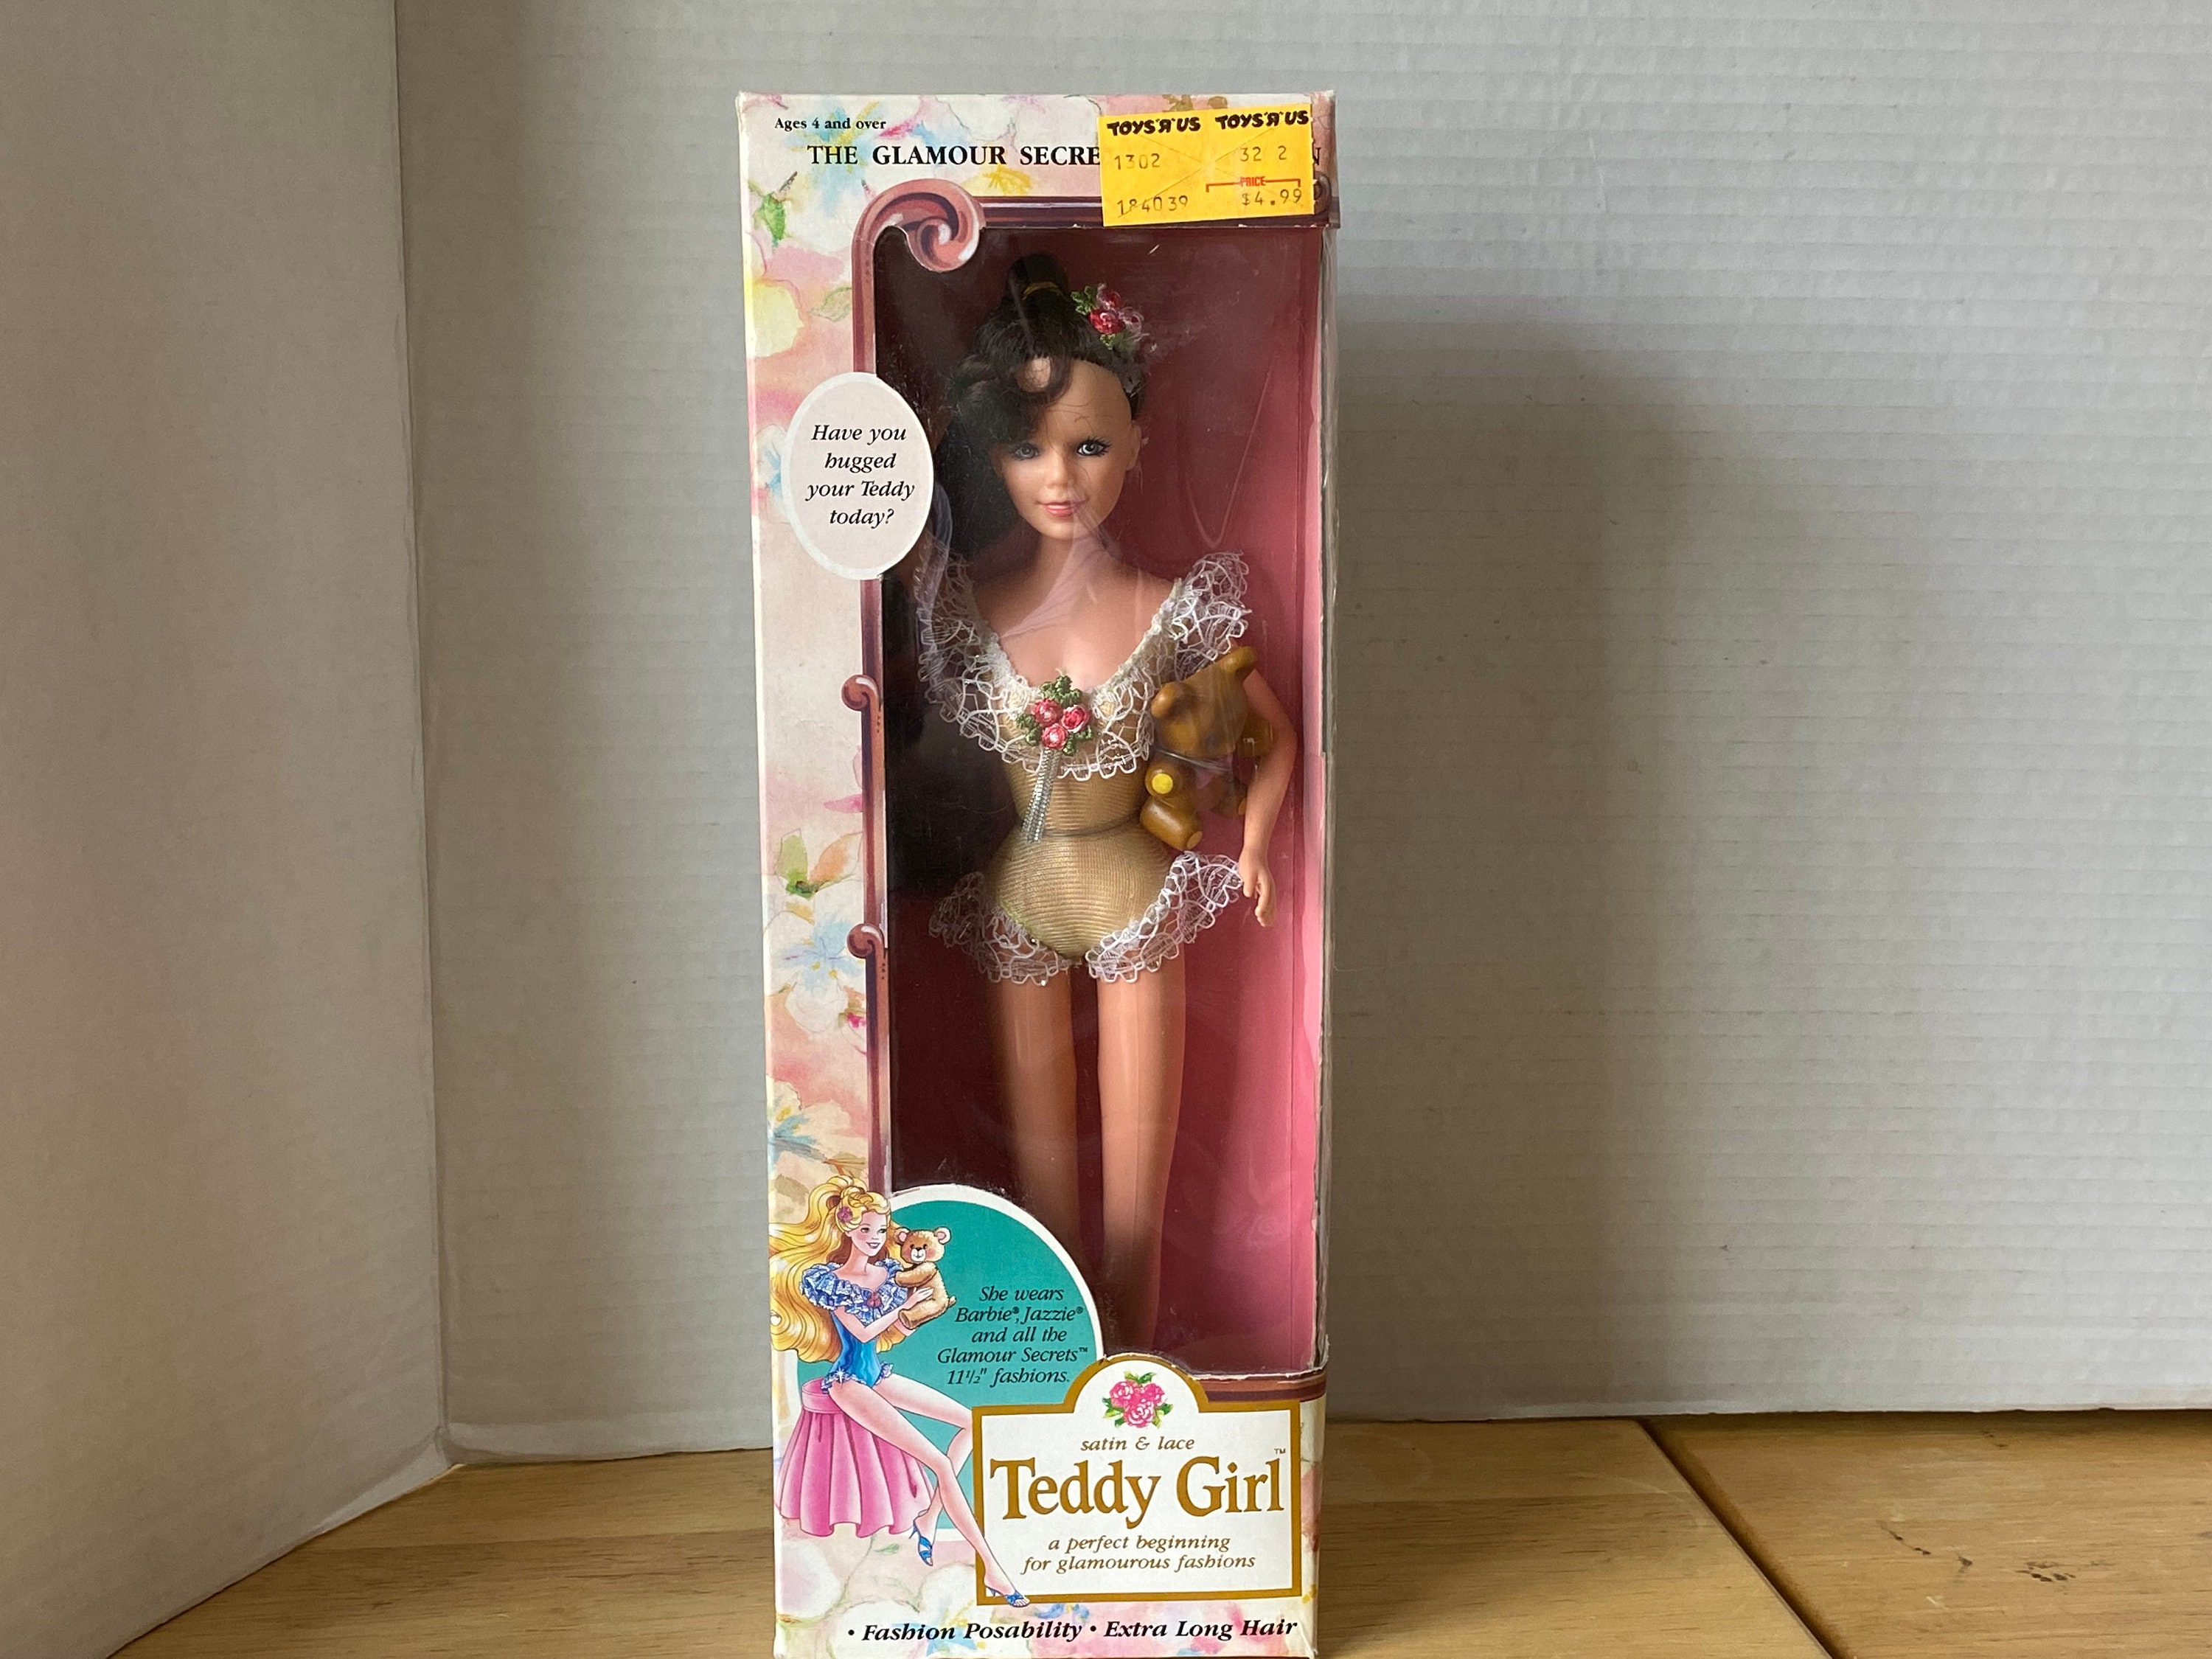 Ages 4 and over
THE GLAMOUR SECRE
TOYS"Я"US TOYS"Я"US
1302 32 2
PRICE
184039 $4.99
Have you
hugged
your Teddy
today?
She wears
Barbie®, Jazzie®
and all the
Glamour Secrets™
11½" fashions.
satin & lace
Teddy Girl™
a perfect beginning
for glamourous fashions
• Fashion Posability • Extra Long Hair